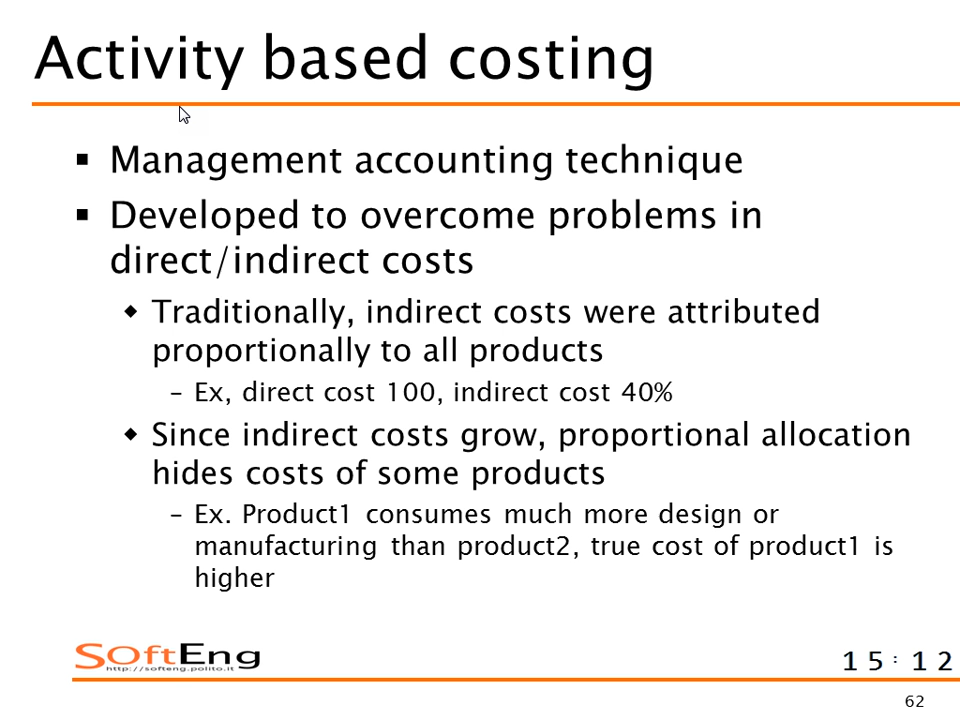 Activity based costing
▪ Management accounting technique
▪ Developed to overcome problems in
direct/indirect costs
◆ Traditionally, indirect costs were attributed
proportionally to all products
– Ex, direct cost 100, indirect cost 40%
◆ Since indirect costs grow, proportional allocation
hides costs of some products
– Ex. Product1 consumes much more design or
manufacturing than product2, true cost of product1 is
higher
SOftEng
http://softeng.polito.it
15:12
62